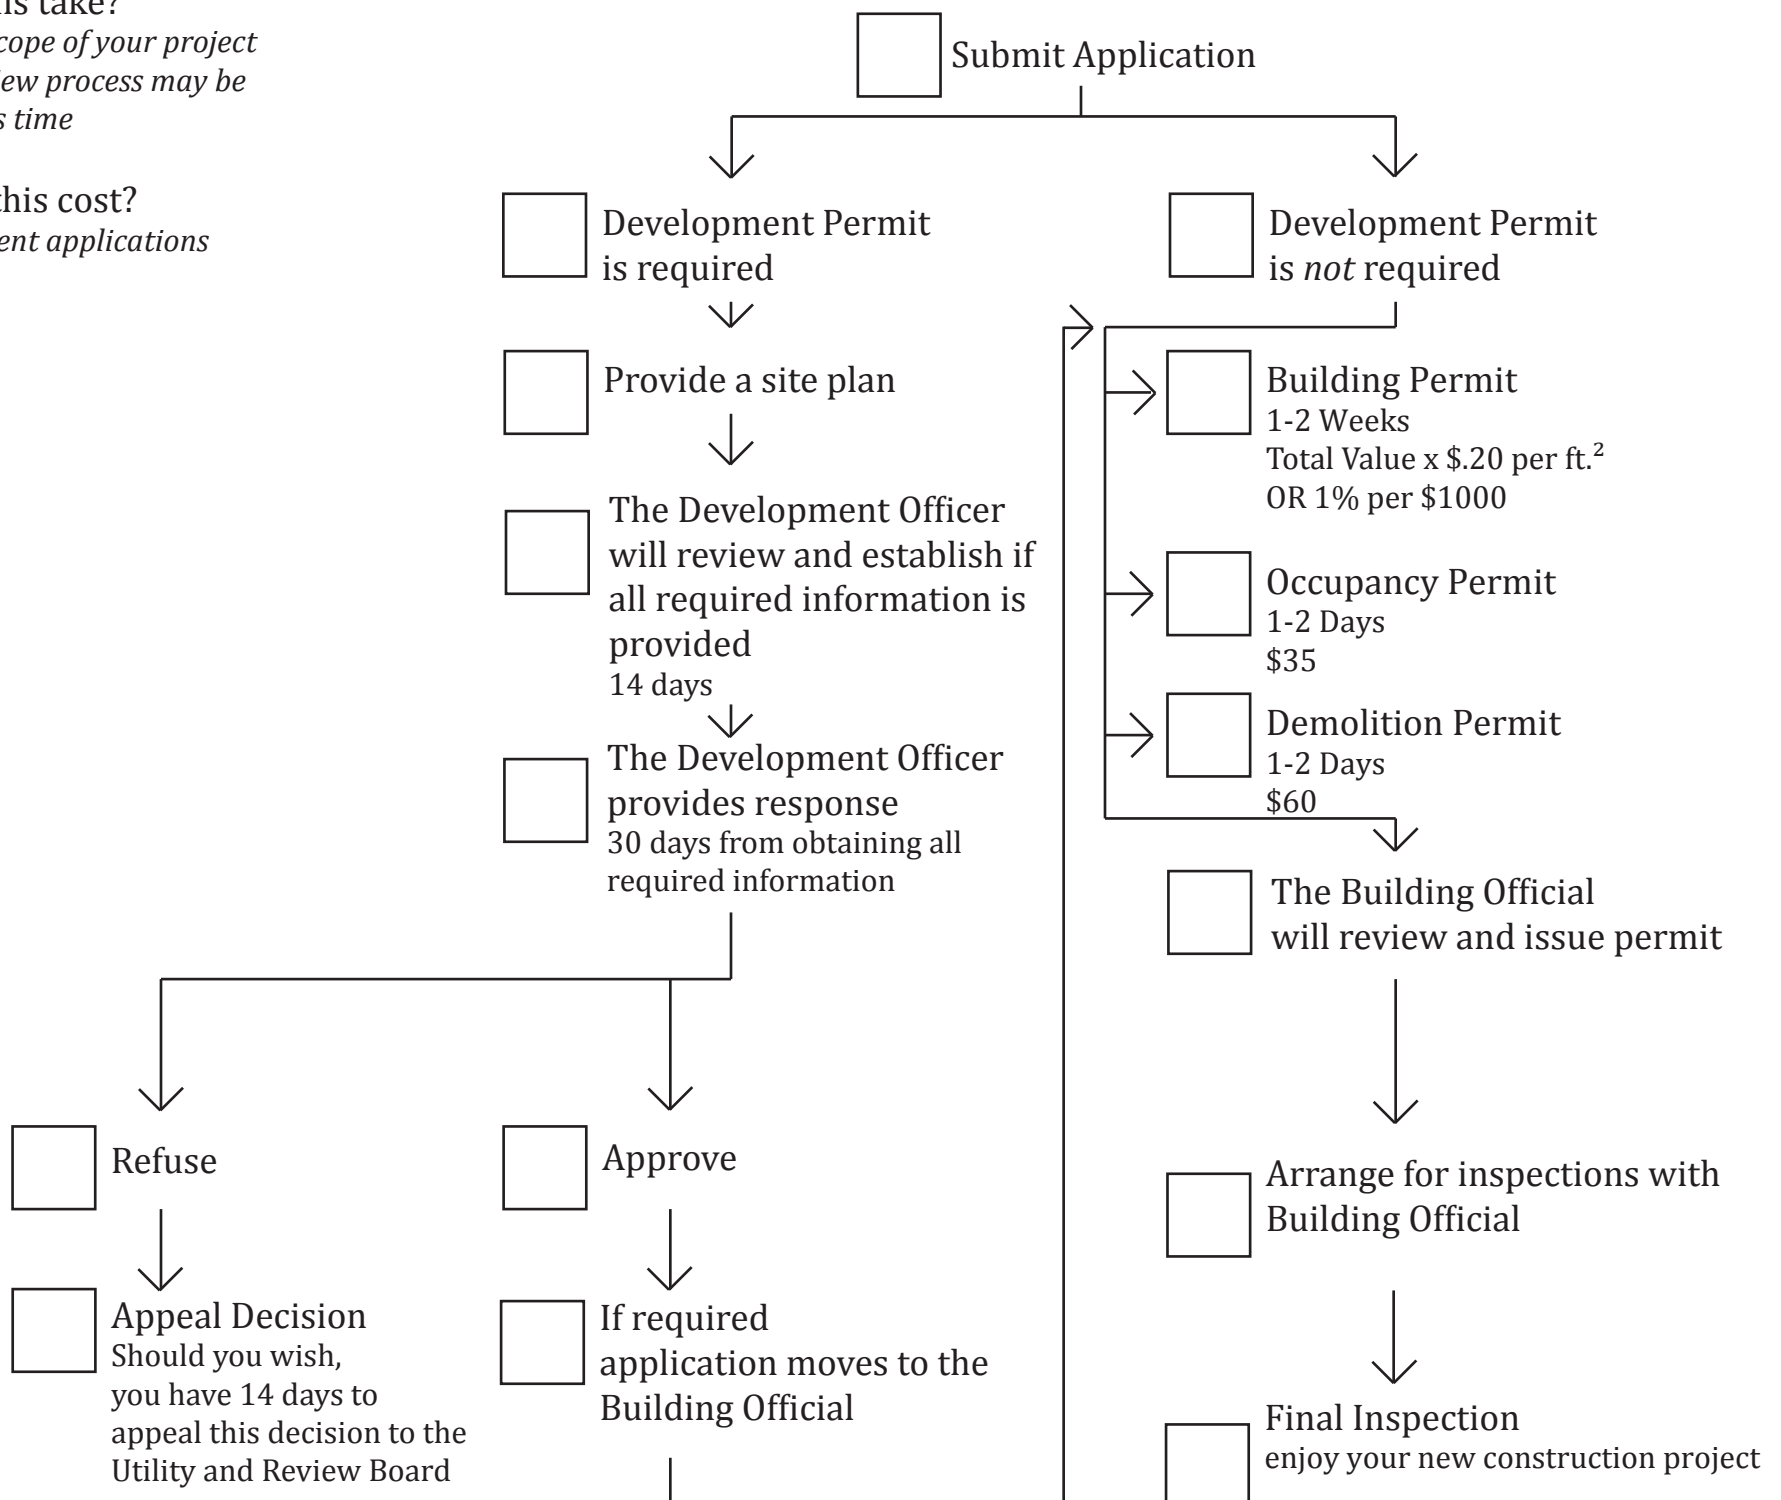 take?
cope of your project
process may be
time
this cost?
applications
Submit Application
Development Permit
is required
Development Permit
is not required
Provide a site plan
Building Permit
1-2 Weeks
Total Value x $.20 per ft.²
OR 1% per $1000
The Development Officer
will review and establish if
all required information is
provided
14 days
Occupancy Permit
1-2 Days
$35
Demolition Permit
1-2 Days
$60
The Development Officer
provides response
30 days from obtaining all
required information
The Building Official
will review and issue permit
Refuse
Approve
Arrange for inspections with
Building Official
Appeal Decision
Should you wish,
you have 14 days to
appeal this decision to the
Utility and Review Board
If required
application moves to the
Building Official
Final Inspection
enjoy your new construction project